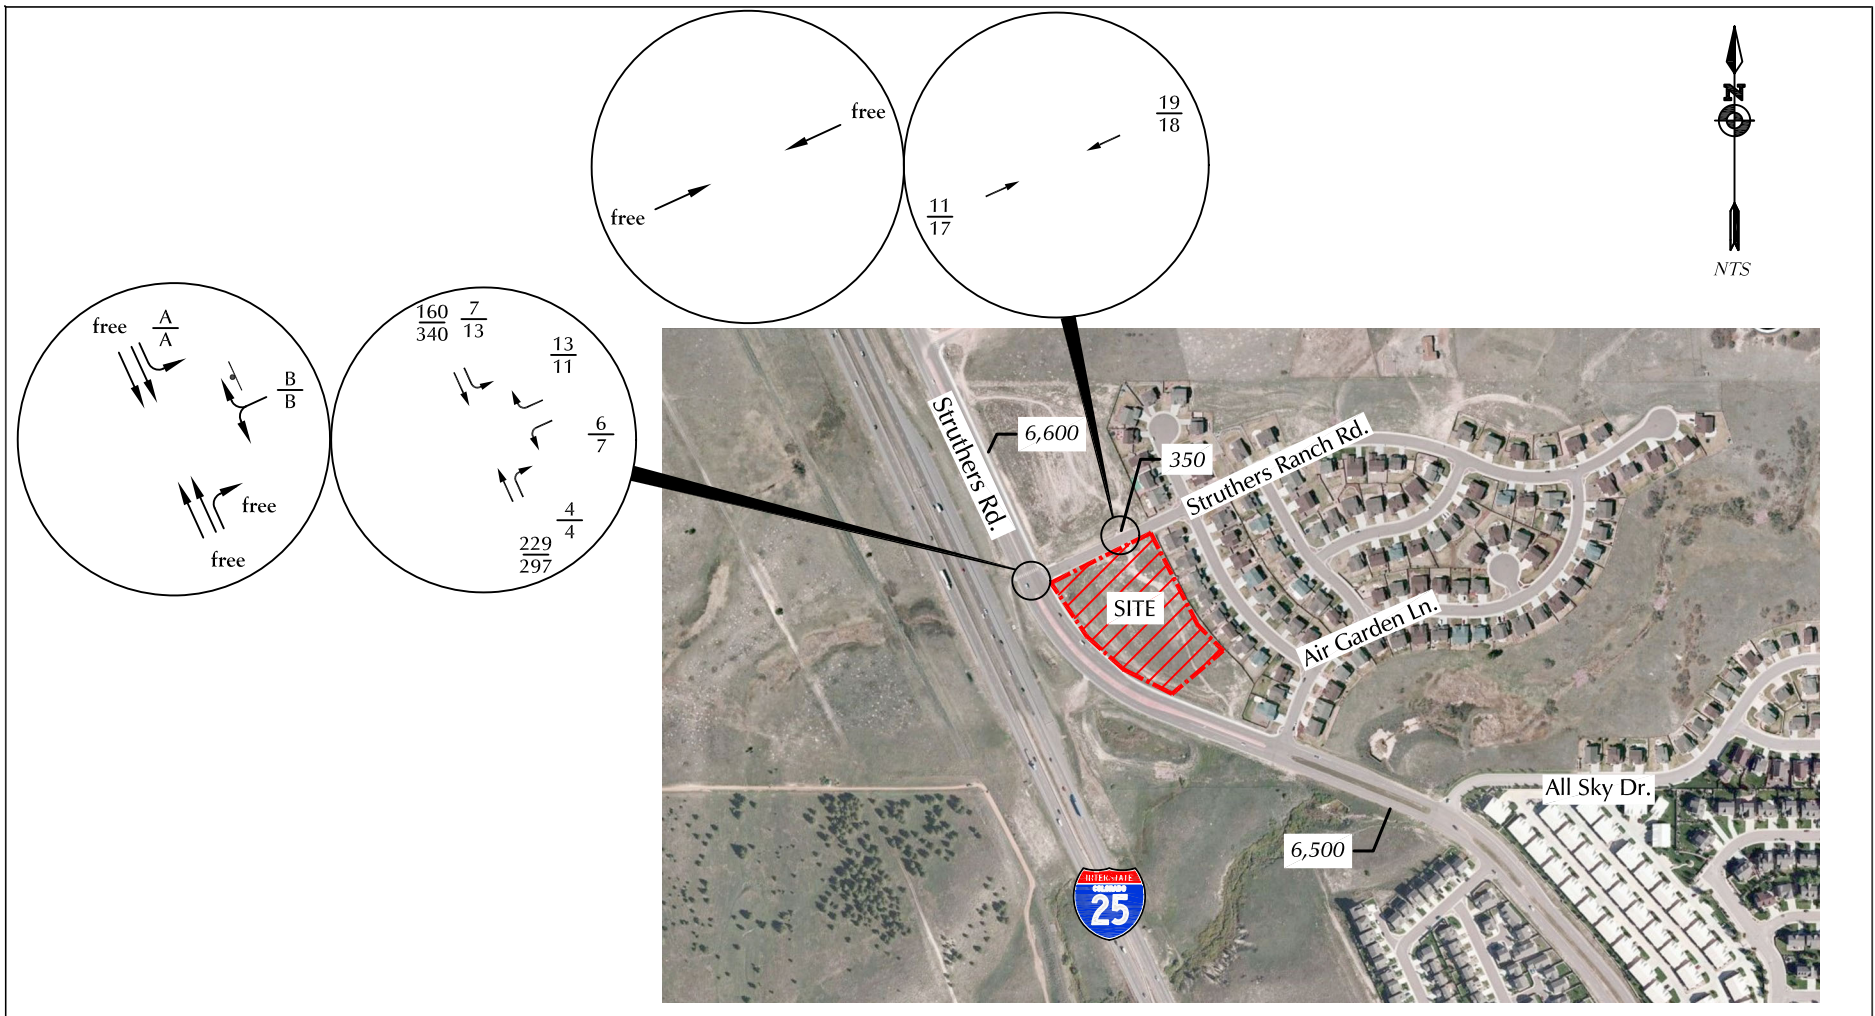 free
19
18
free
11
17
N
NTS
free
A
A
B
B
free
free
160
340
7
13
13
11
6
7
4
4
229
297
Struthers Rd.
6,600
350
Struthers Ranch Rd.
SITE
Air Garden Ln.
All Sky Dr.
6,500
INTERSTATE
COLORADO
25